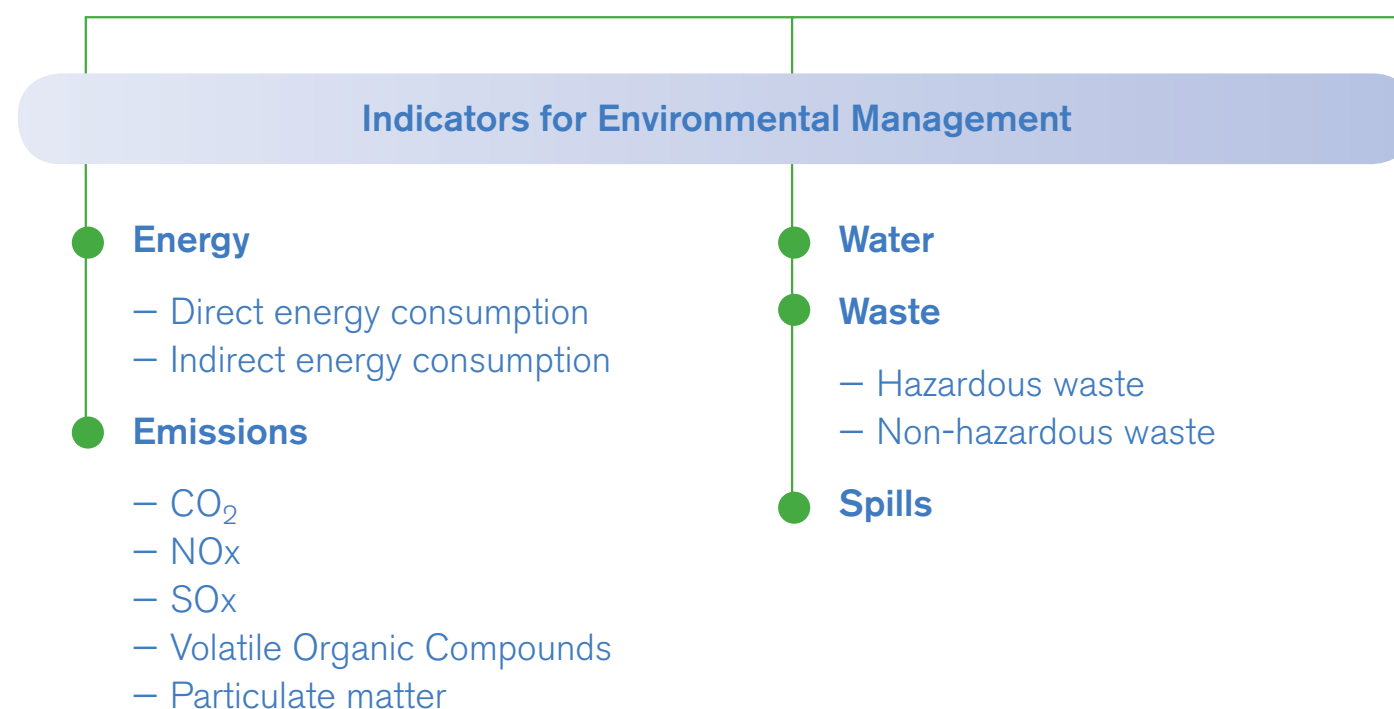 Indicators for Environmental Management
Energy
— Direct energy consumption
— Indirect energy consumption
Emissions
— CO₂
— NOx
— SOx
— Volatile Organic Compounds
— Particulate matter
Water
Waste
— Hazardous waste
— Non-hazardous waste
Spills